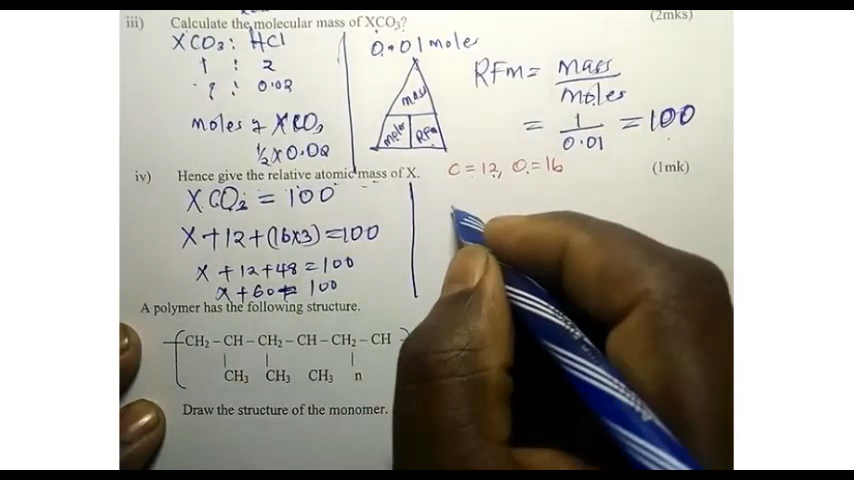 iii) Calculate the molecular mass of XCO3? (2mks)
XCO3 : HCl
1 : 2
? : 0.02
moles of XCO3
1/2 x 0.02
0.01 moles
mass
moles RFm
RFm = mass/moles
= 1/0.01 = 100
iv) Hence give the relative atomic mass of X. C=12, O=16 (1mk)
XCO3 = 100
X + 12 + (16x3) = 100
x + 12 + 48 = 100
x + 60 = 100
A polymer has the following structure.
CH2 – CH – CH2 – CH – CH2 – CH
CH3 CH3 CH3 n
Draw the structure of the monomer.